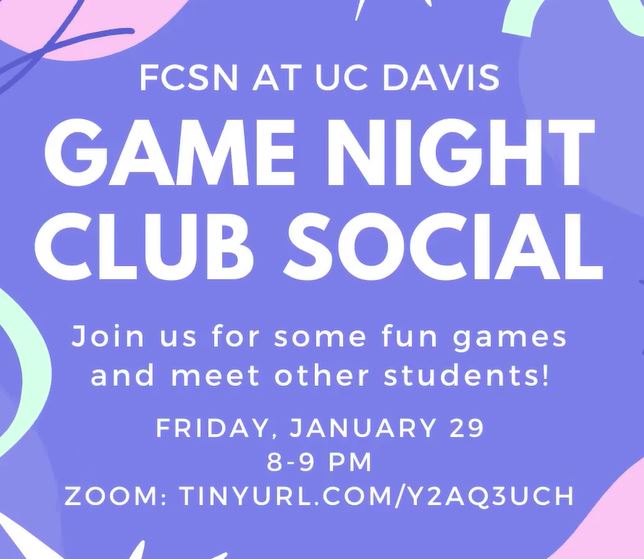 FCSN AT UC DAVIS
GAME NIGHT
CLUB SOCIAL
Join us for some fun games
and meet other students!
FRIDAY, JANUARY 29
8-9 PM
ZOOM: TINYURL.COM/Y2AQ3UCH